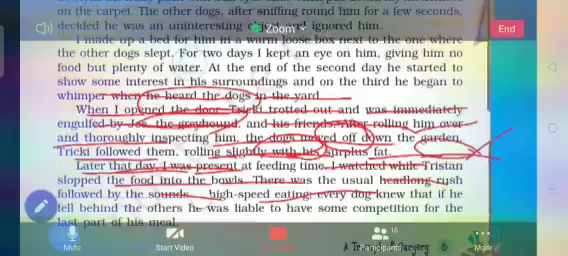 on the carpet. The other dogs, after sniffing round him for a few seconds,
decided he was an uninteresting and ignored him.
Zoom
End
I made up a bed for him in a warm loose box next to the one where
the other dogs slept. For two days I kept an eye on him, giving him no
food but plenty of water. At the end of the second day he started to
show some interest in his surroundings and on the third he began to
whimper when he heard the dogs in the yard.
When I opened the door, Tricki trotted out and was immediately
engulfed by Joe, the greyhound, and his friends. After rolling him over
and thoroughly inspecting him, the dogs moved off down the garden.
Tricki followed them, rolling slightly with his surplus fat.
Later that day, I was present at feeding time. I watched while Tristan
slopped the food into the bowls. There was the usual headlong rush
followed by the sounds high-speed eating; every dog knew that if he
fell behind the others he was liable to have some competition for the
last part of his meal.
16
Mute
Start Video
Participants
More
A Surgery